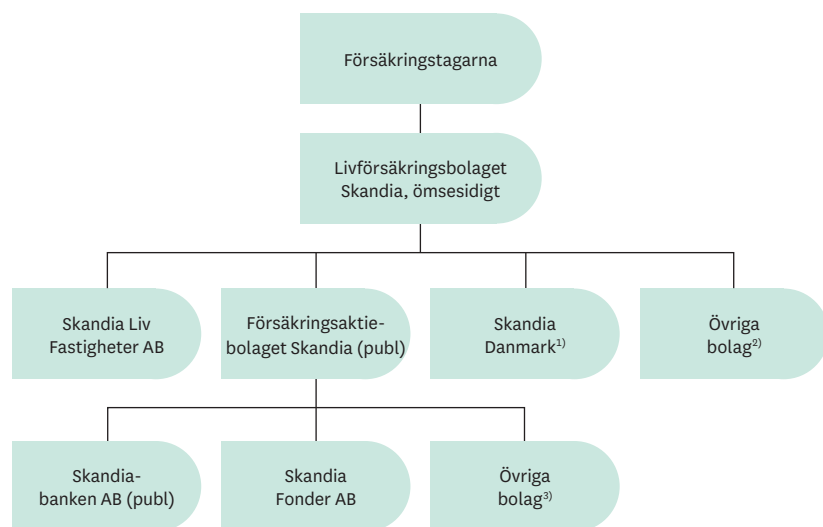 Försäkringstagarna
Livförsäkringsbolaget
Skandia, ömsesidigt
Skandia Liv
Fastigheter AB
Försäkringsaktie-
bolaget Skandia (publ)
Skandia
Danmark1)
Övriga
bolag2)
Skandia-
banken AB (publ)
Skandia
Fonder AB
Övriga
bolag3)